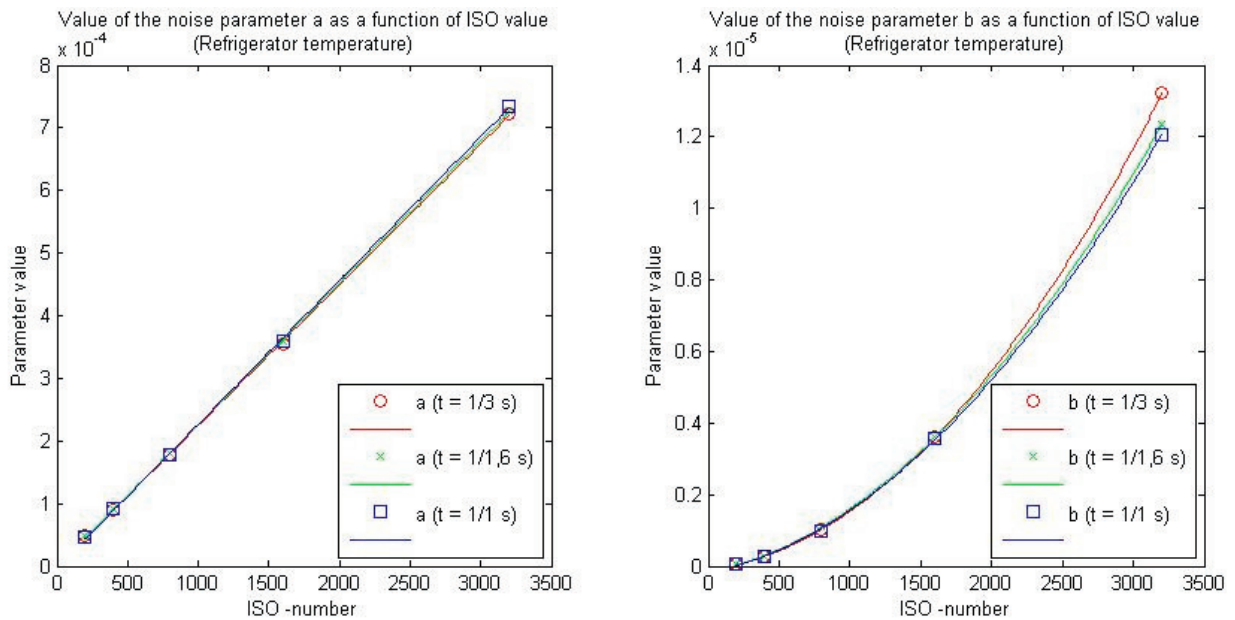 Value of the noise parameter a as a function of ISO value
(Refrigerator temperature)
x 10-4
8
7
6
5
4
3
2
1
0
0 500 1000 1500 2000 2500 3000 3500
Parameter value
ISO -number
a (t = 1/3 s)
a (t = 1/1,6 s)
a (t = 1/1 s)
Value of the noise parameter b as a function of ISO value
(Refrigerator temperature)
x 10-5
1.4
1.2
1
0.8
0.6
0.4
0.2
0
0 500 1000 1500 2000 2500 3000 3500
Parameter value
ISO -number
b (t = 1/3 s)
b (t = 1/1,6 s)
b (t = 1/1 s)